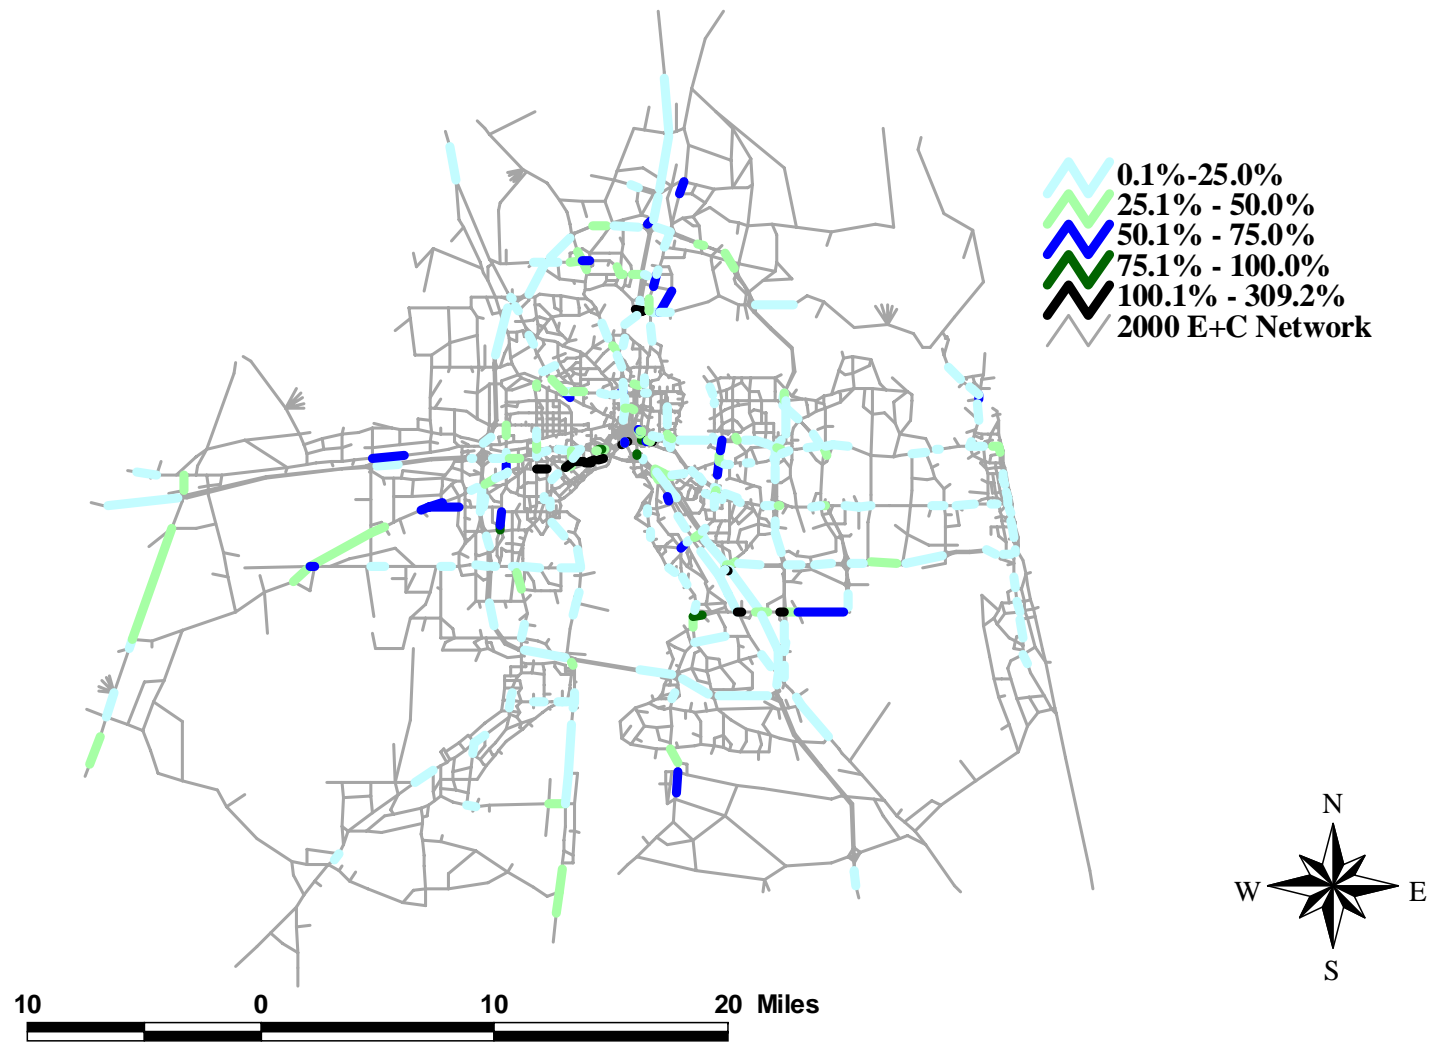 0.1%-25.0%
25.1% - 50.0%
50.1% - 75.0%
75.1% - 100.0%
100.1% - 309.2%
2000 E+C Network
N
W E
S
10 0 10 20 Miles